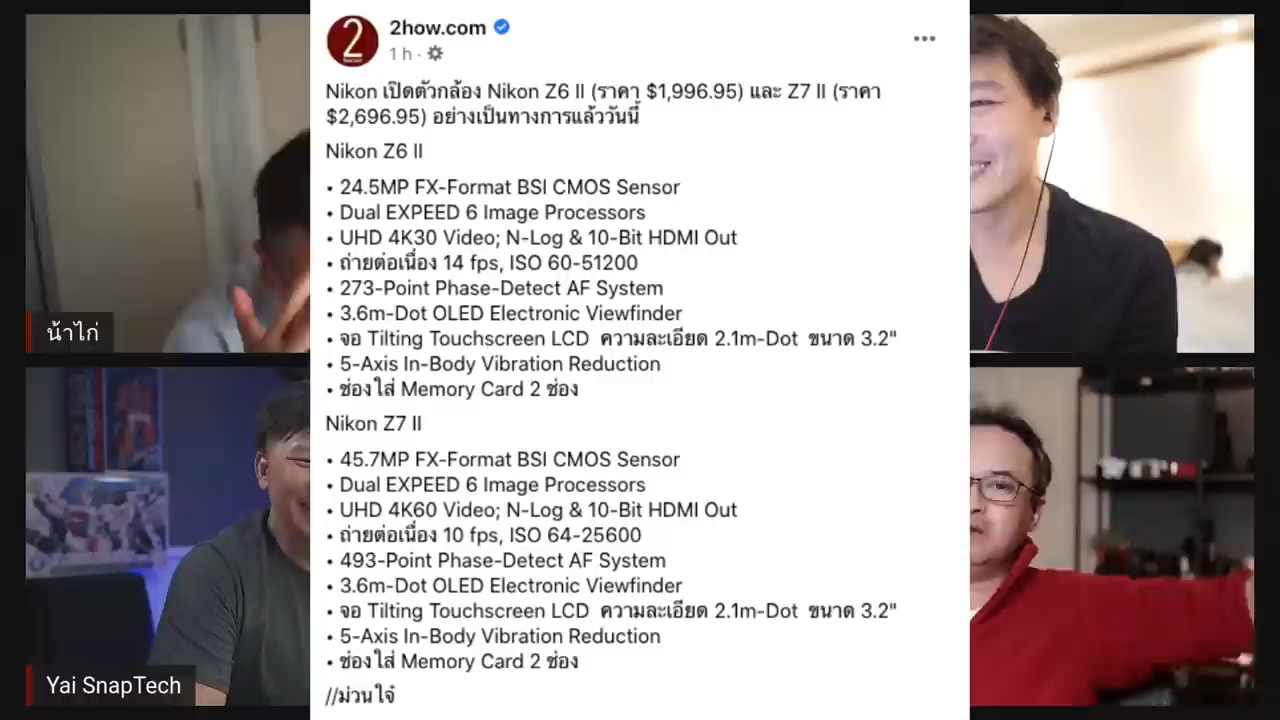 2how.com
1 h ·
Nikon เปิดตัวกล้อง Nikon Z6 II (ราคา $1,996.95) และ Z7 II (ราคา
$2,696.95) อย่างเป็นทางการแล้ววันนี้
Nikon Z6 II
• 24.5MP FX-Format BSI CMOS Sensor
• Dual EXPEED 6 Image Processors
• UHD 4K30 Video; N-Log & 10-Bit HDMI Out
• ถ่ายต่อเนื่อง 14 fps, ISO 60-51200
• 273-Point Phase-Detect AF System
• 3.6m-Dot OLED Electronic Viewfinder
• จอ Tilting Touchscreen LCD ความละเอียด 2.1m-Dot ขนาด 3.2"
• 5-Axis In-Body Vibration Reduction
• ช่องใส่ Memory Card 2 ช่อง
Nikon Z7 II
• 45.7MP FX-Format BSI CMOS Sensor
• Dual EXPEED 6 Image Processors
• UHD 4K60 Video; N-Log & 10-Bit HDMI Out
• ถ่ายต่อเนื่อง 10 fps, ISO 64-25600
• 493-Point Phase-Detect AF System
• 3.6m-Dot OLED Electronic Viewfinder
• จอ Tilting Touchscreen LCD ความละเอียด 2.1m-Dot ขนาด 3.2"
• 5-Axis In-Body Vibration Reduction
• ช่องใส่ Memory Card 2 ช่อง
//ม่วนใจ๋
น้าไก่
Yai SnapTech